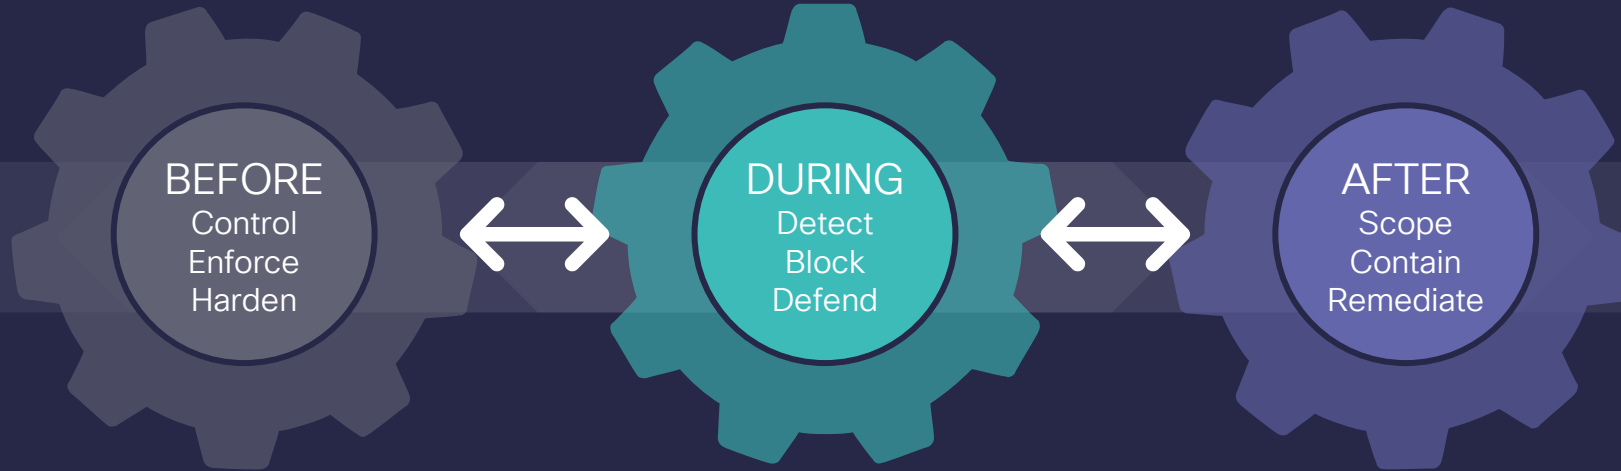 BEFORE
Control
Enforce
Harden
DURING
Detect
Block
Defend
AFTER
Scope
Contain
Remediate